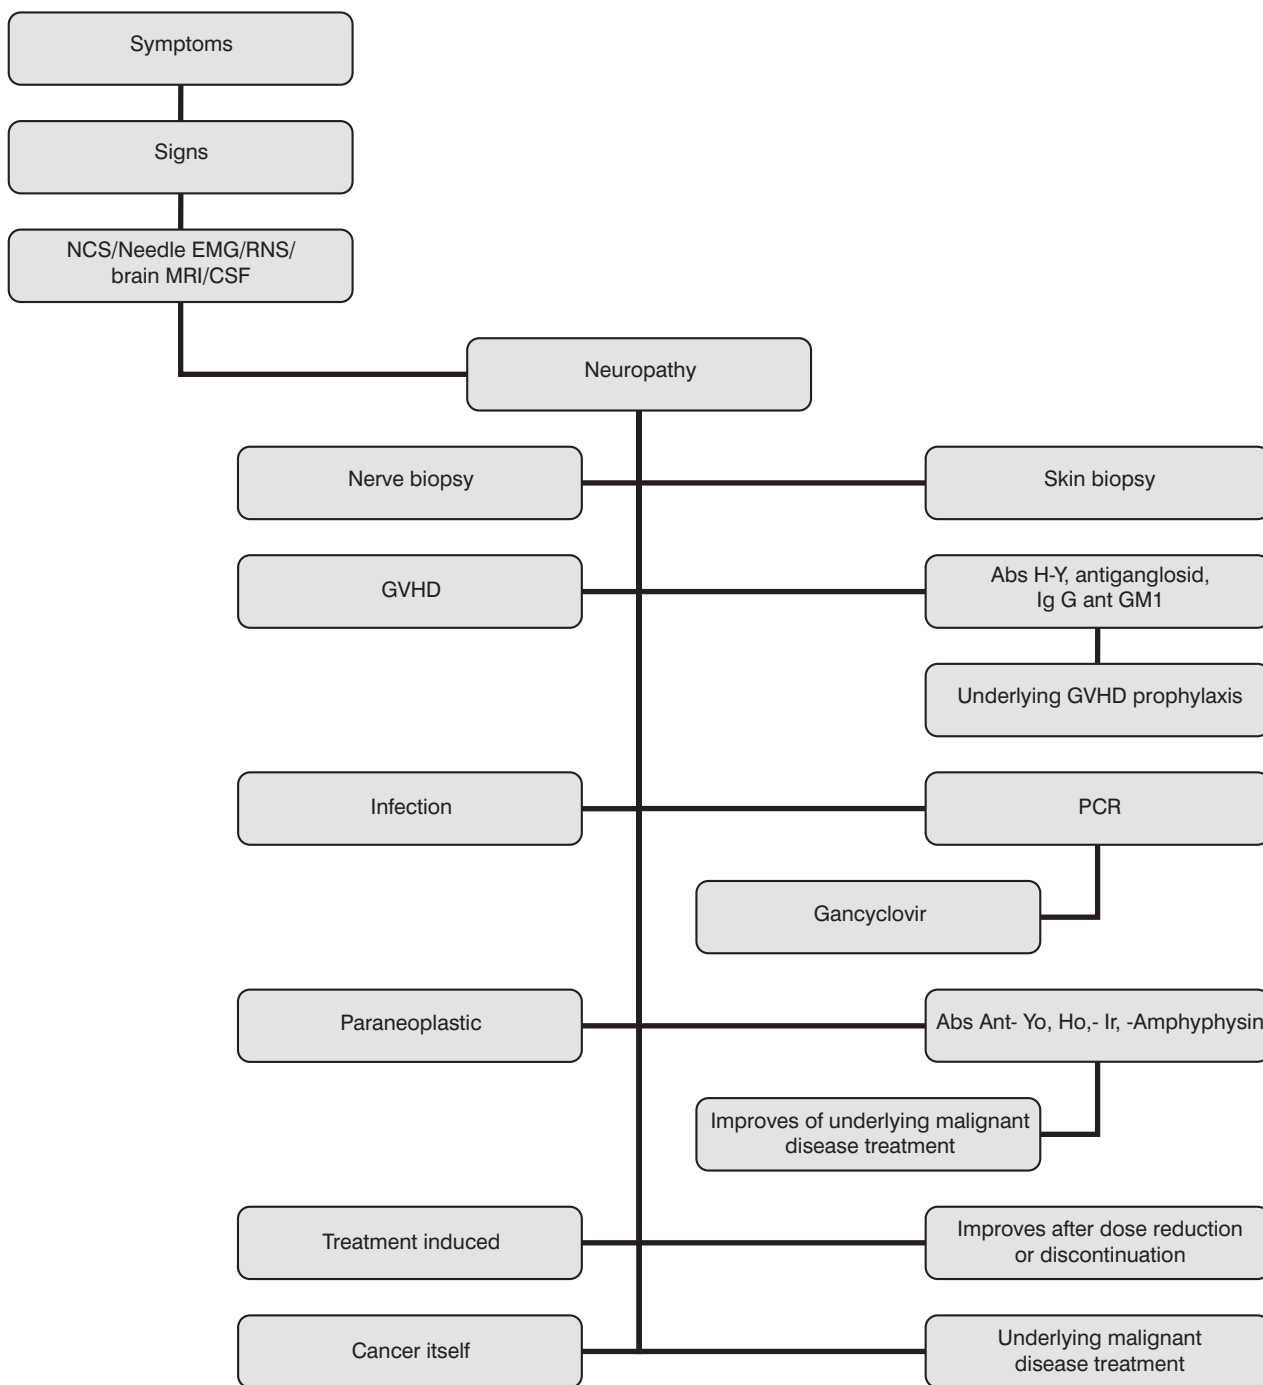 Symptoms
Signs
NCS/Needle EMG/RNS/
brain MRI/CSF
Neuropathy
Nerve biopsy
Skin biopsy
GVHD
Abs H-Y, antiganglosid,
Ig G ant GM1
Underlying GVHD prophylaxis
Infection
PCR
Gancyclovir
Paraneoplastic
Abs Ant- Yo, Ho,- Ir, -Amphyphysin
Improves of underlying malignant
disease treatment
Treatment induced
Improves after dose reduction
or discontinuation
Cancer itself
Underlying malignant
disease treatment